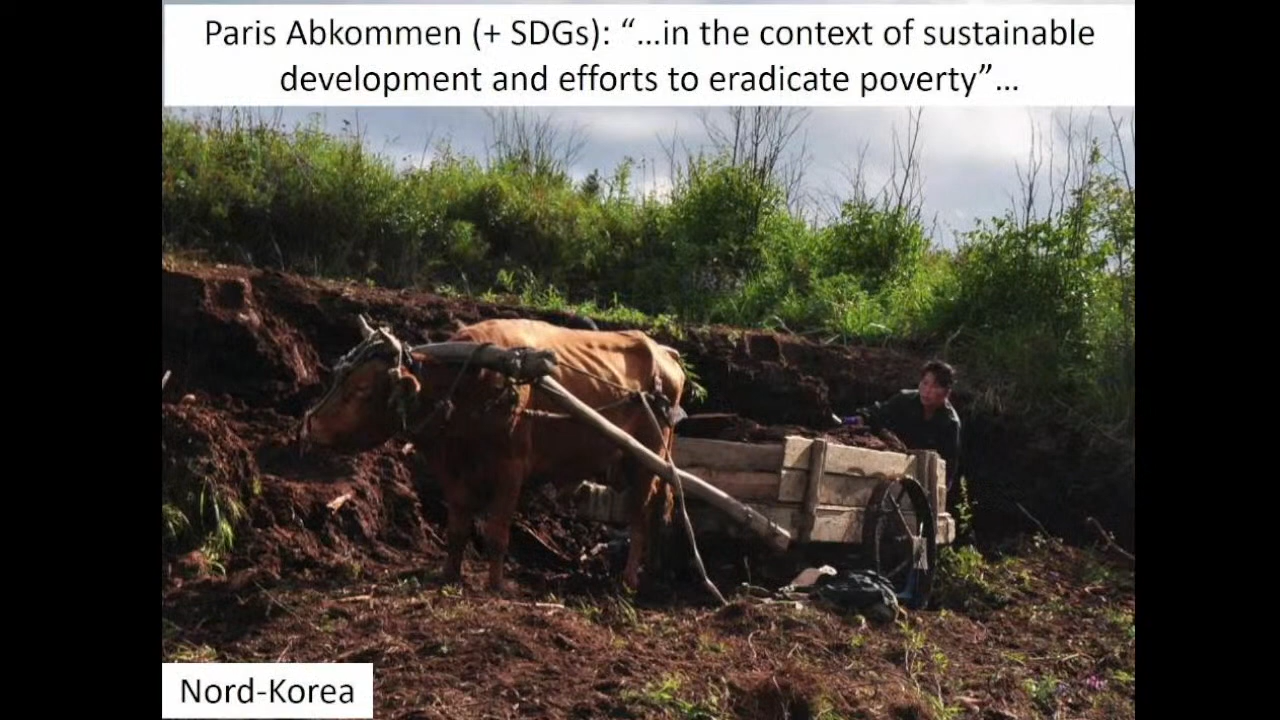 Paris Abkommen (+ SDGs): “…in the context of sustainable
development and efforts to eradicate poverty”…
Nord-Korea